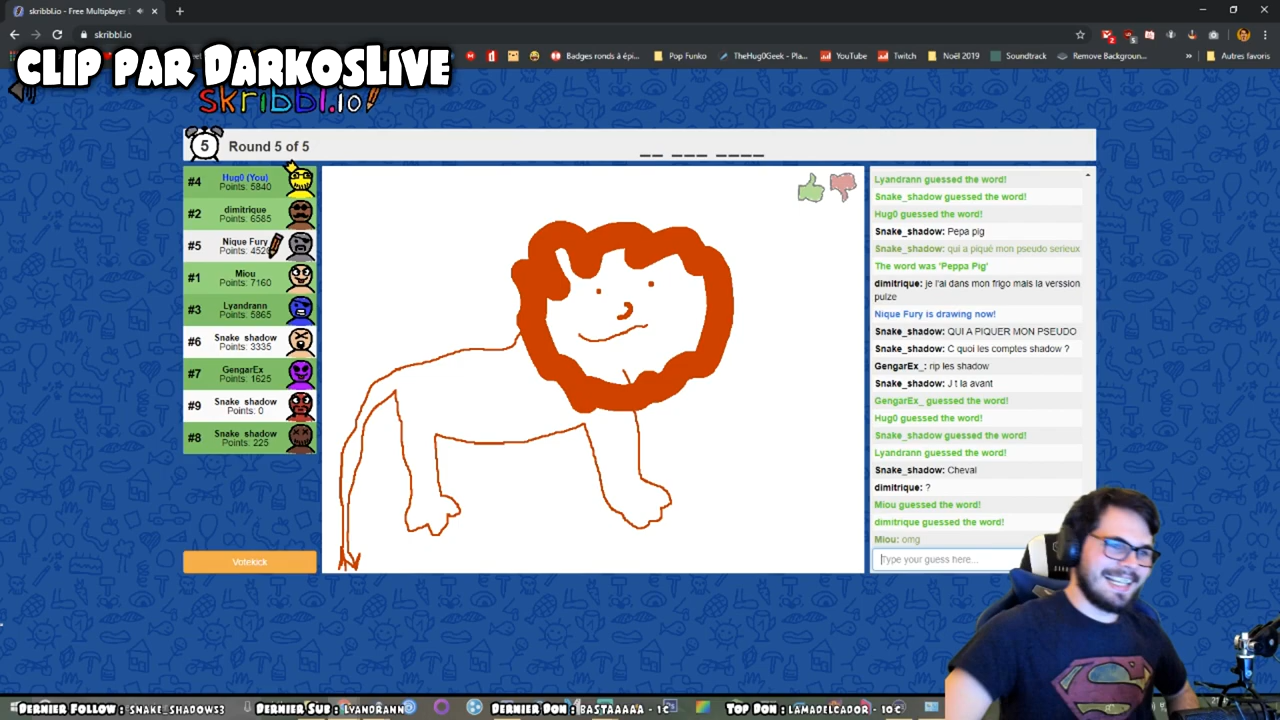 skribbl.io - Free Multiplayer
skribbl.io
Badges ronds à épi...
Pop Funko
TheHug0Geek - Pla...
YouTube
Twitch
Noël 2019
Soundtrack
Remove Backgroun...
»
Autres favoris
CLIP PAR DARKOSLIVE
skribbl.io
5
Round 5 of 5
__ ___ ____
#4
Hug0 (You)
Points: 5840
#2
dimitrique
Points: 6585
#5
Nique Fury
#1
Miou
Points: 7160
#3
Lyandrann
Points: 5865
#6
Snake shadow
Points: 3335
#7
GengarEx
Points: 1625
#9
Snake shadow
Points: 0
#8
Snake shadow
Points: 225
Votekick
Lyandrann guessed the word!
Snake_shadow guessed the word!
Hug0 guessed the word!
Snake_shadow: Pepa pig
Snake_shadow: qui a piqué mon pseudo serieux
The word was 'Peppa Pig'
dimitrique: je l'ai dans mon frigo mais la verssion
pulze
Nique Fury is drawing now!
Snake_shadow: QUI A PIQUER MON PSEUDO
Snake_shadow: C quoi les comptes shadow ?
GengarEx_: rip les shadow
Snake_shadow: J t la avant
GengarEx_ guessed the word!
Hug0 guessed the word!
Snake_shadow guessed the word!
Lyandrann guessed the word!
Snake_shadow: Cheval
dimitrique: ?
Miou guessed the word!
dimitrique guessed the word!
Miou: omg
Type your guess here...
DERNIER FOLLOW : SNAKE_SHADOW53
DERNIER SUB : LYANDRANN
DERNIER DON : BASTAAAAA - 1€
TOP DON : LAMADELCADOR - 10€